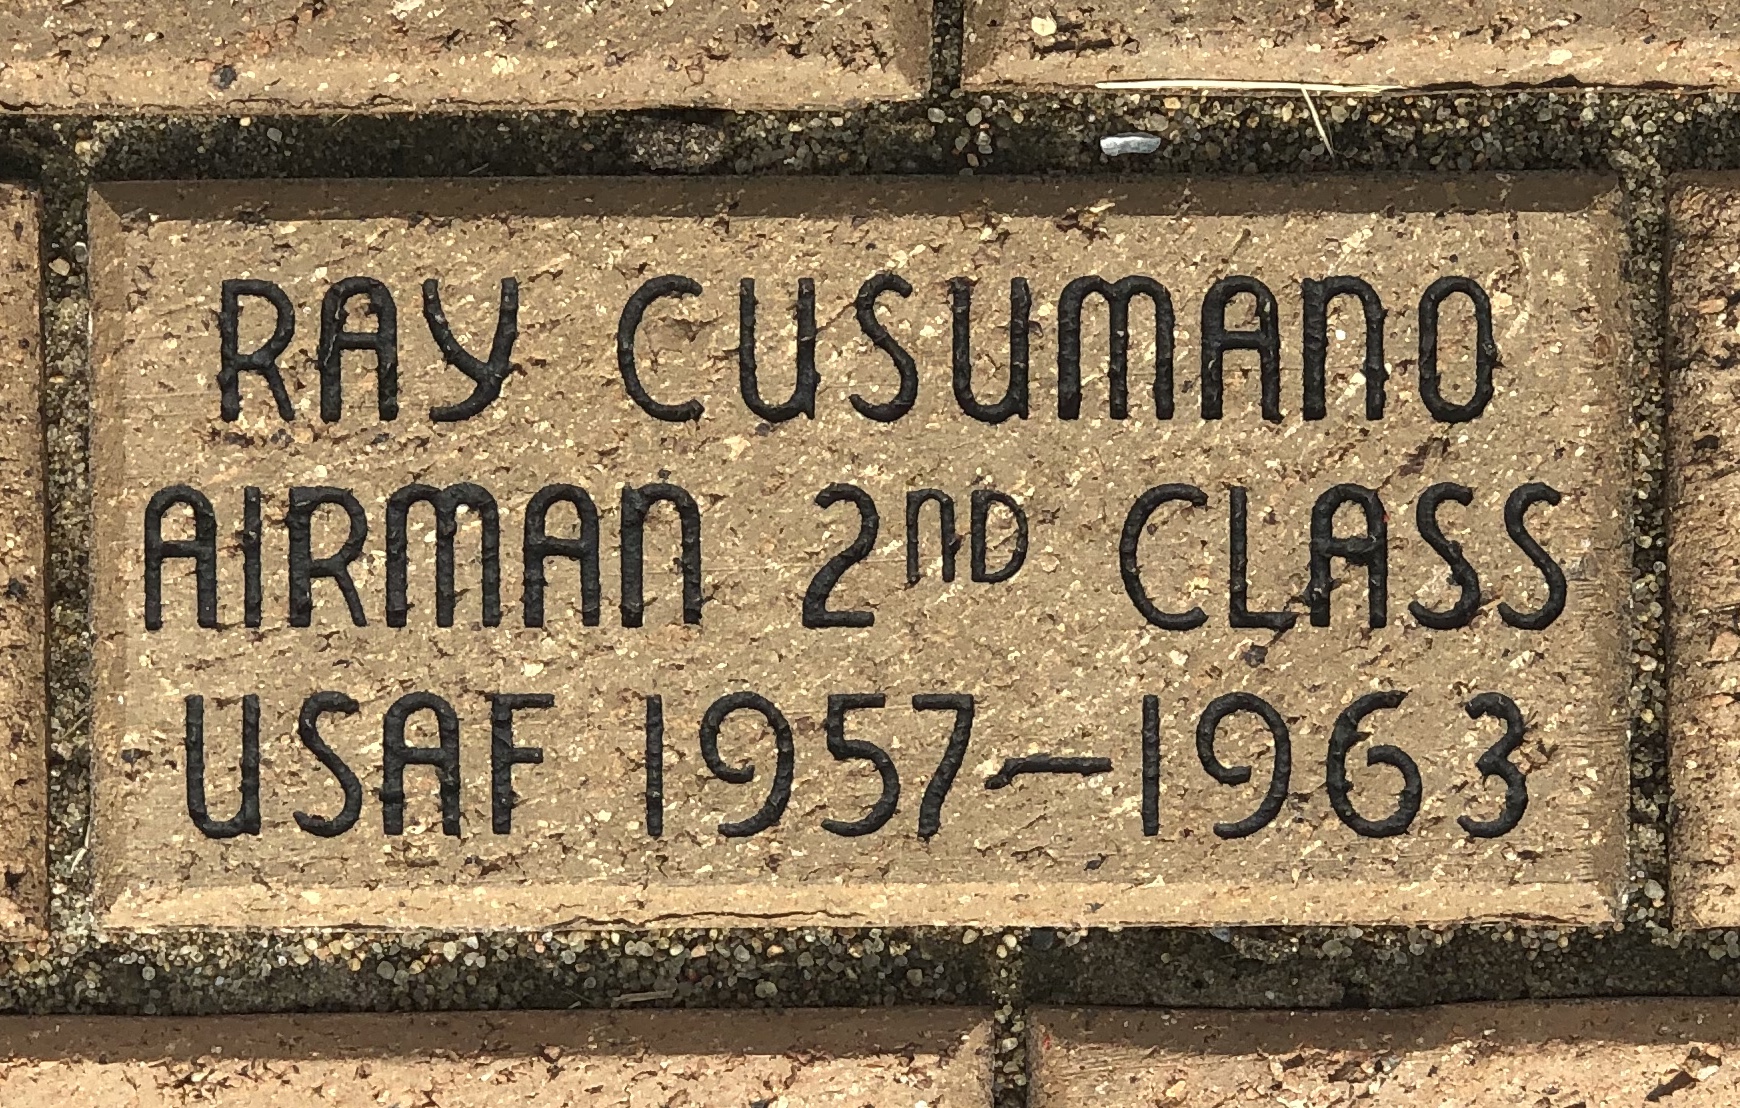 RAY CUSUMANO
AIRMAN 2ND CLASS
USAF 1957-1963